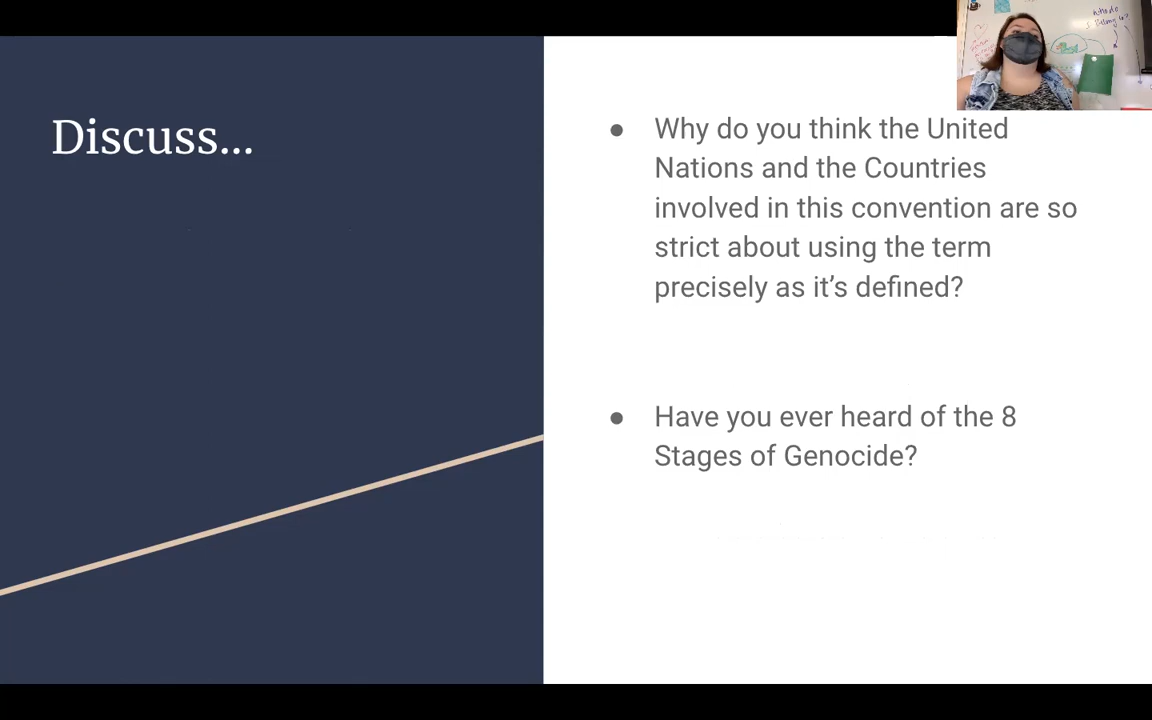 Discuss...
● Why do you think the United
Nations and the Countries
involved in this convention are so
strict about using the term
precisely as it’s defined?
● Have you ever heard of the 8
Stages of Genocide?